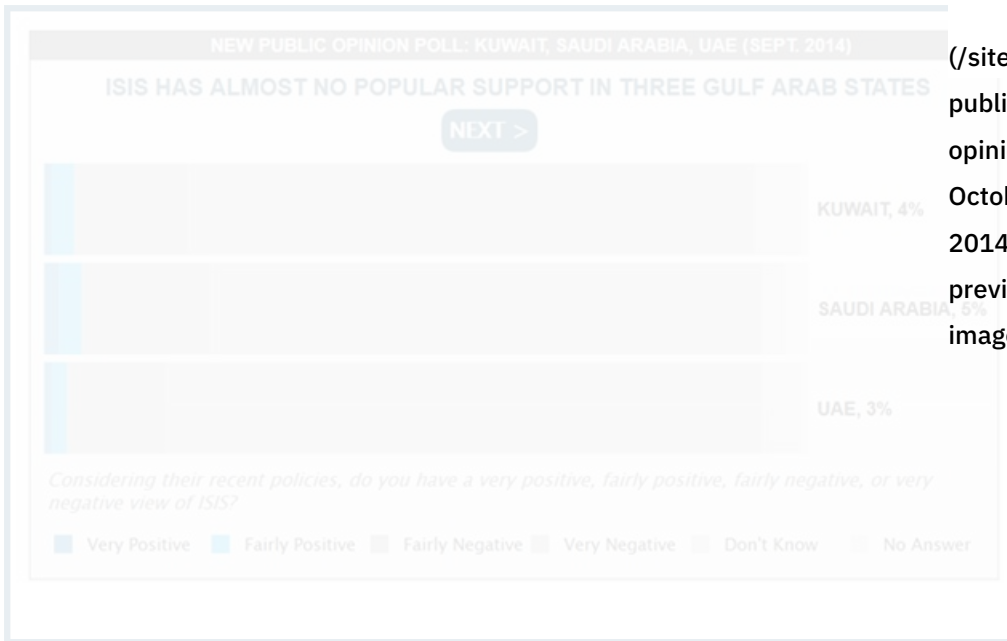 NEW PUBLIC OPINION POLL: KUWAIT, SAUDI ARABIA, UAE (SEPT. 2014)
ISIS HAS ALMOST NO POPULAR SUPPORT IN THREE GULF ARAB STATES
NEXT >
KUWAIT, 4%
SAUDI ARABIA, 5%
UAE, 3%
Considering their recent policies, do you have a very positive, fairly positive, fairly negative, or very
negative view of ISIS?
Very Positive Fairly Positive Fairly Negative Very Negative Don't Know No Answer
(/site
publi
opini
Octo
2014
previ
imag